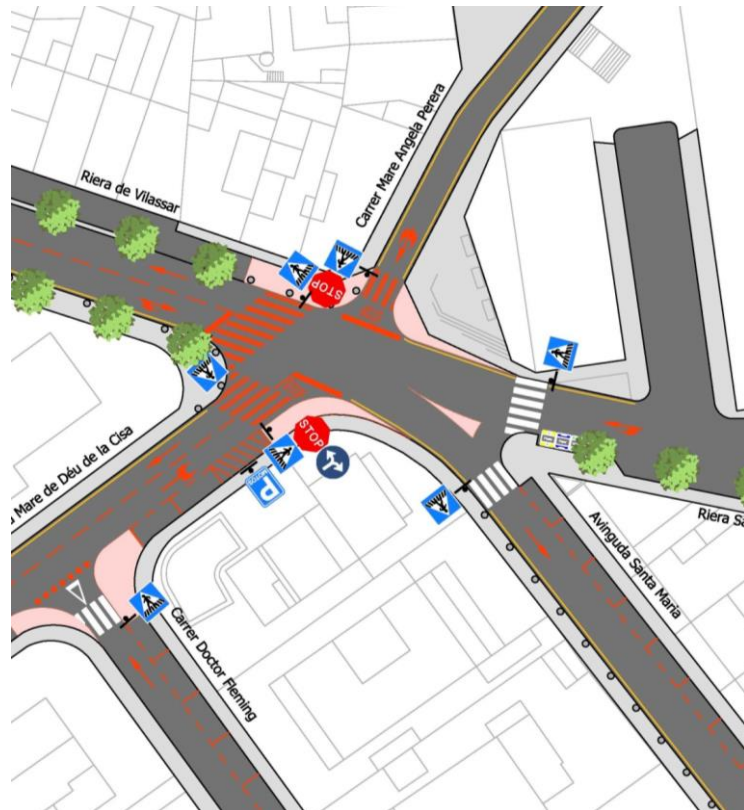 Riera de Vilassar
Carrer Mare Angela Perera
STOP
STOP
P
Mare de Déu de la Cisa
Carrer Doctor Fleming
Avinguda Santa Maria
Riera Sa